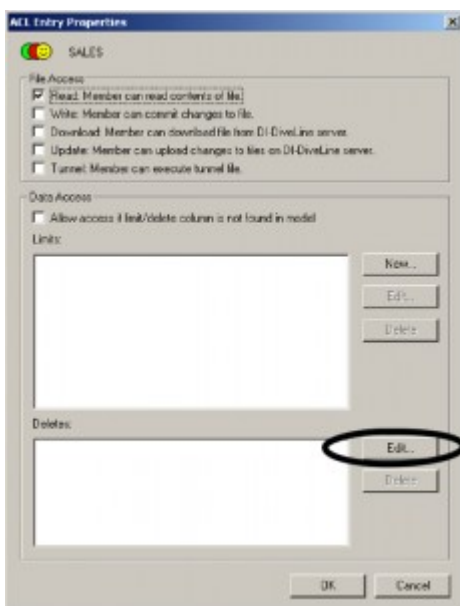 ACL Entry Properties
SALES
File Access
Read: Member can read contents of file.
Write: Member can commit changes to file.
Download: Member can download file from DI-DiveLine server.
Update: Member can upload changes to files on DI-DiveLine server.
Tunnel: Member can execute tunnel file.
Data Access
Allow access if limit/delete column is not found in model
Limits:
New...
Edit...
Delete
Deletes:
Edit...
Delete
OK
Cancel